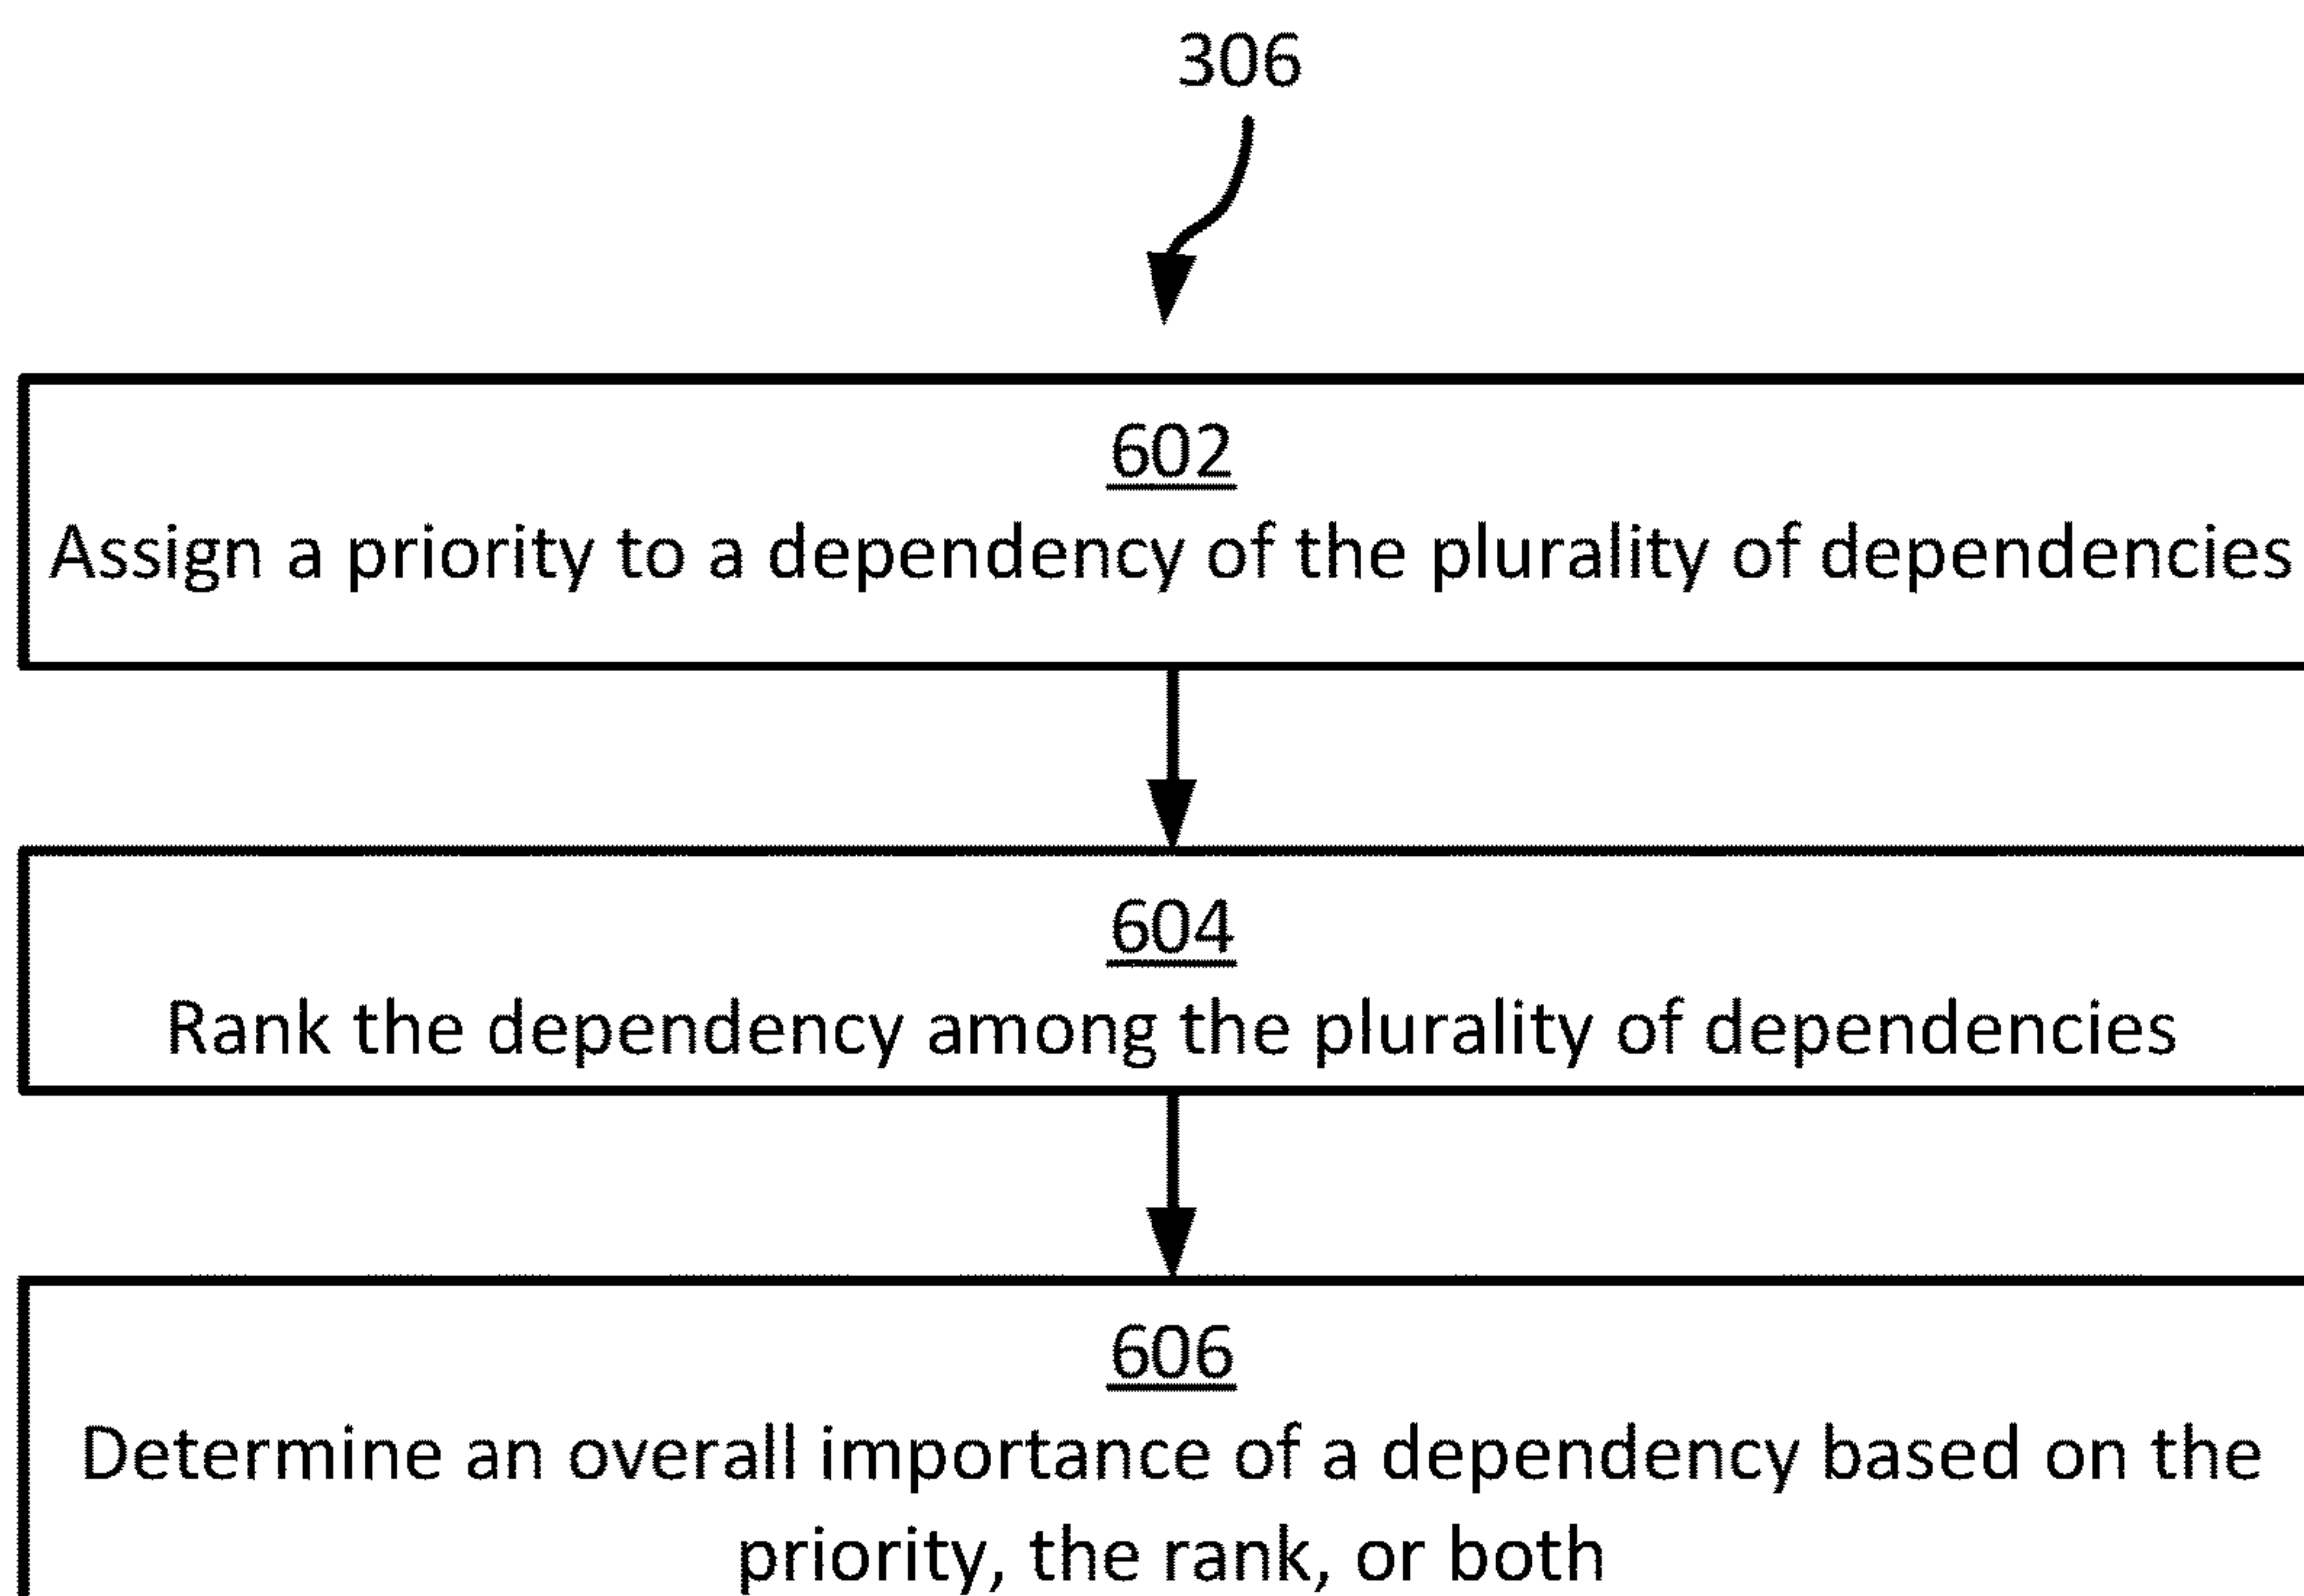 306
602
Assign a priority to a dependency of the plurality of dependencies
604
Rank the dependency among the plurality of dependencies
606
Determine an overall importance of a dependency based on the
priority, the rank, or both